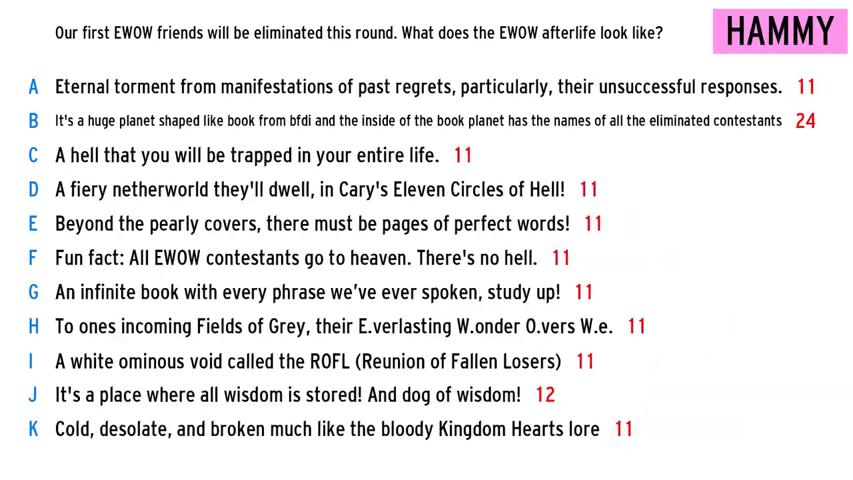 Our first EWOW friends will be eliminated this round. What does the EWOW afterlife look like?
HAMMY
A Eternal torment from manifestations of past regrets, particularly, their unsuccessful responses. 11
B It's a huge planet shaped like book from bfdi and the inside of the book planet has the names of all the eliminated contestants 24
C A hell that you will be trapped in your entire life. 11
D A fiery netherworld they'll dwell, in Cary's Eleven Circles of Hell! 11
E Beyond the pearly covers, there must be pages of perfect words! 11
F Fun fact: All EWOW contestants go to heaven. There's no hell. 11
G An infinite book with every phrase we've ever spoken, study up! 11
H To ones incoming Fields of Grey, their E.verlasting W.onder O.vers W.e. 11
I A white ominous void called the ROFL (Reunion of Fallen Losers) 11
J It's a place where all wisdom is stored! And dog of wisdom! 12
K Cold, desolate, and broken much like the bloody Kingdom Hearts lore 11